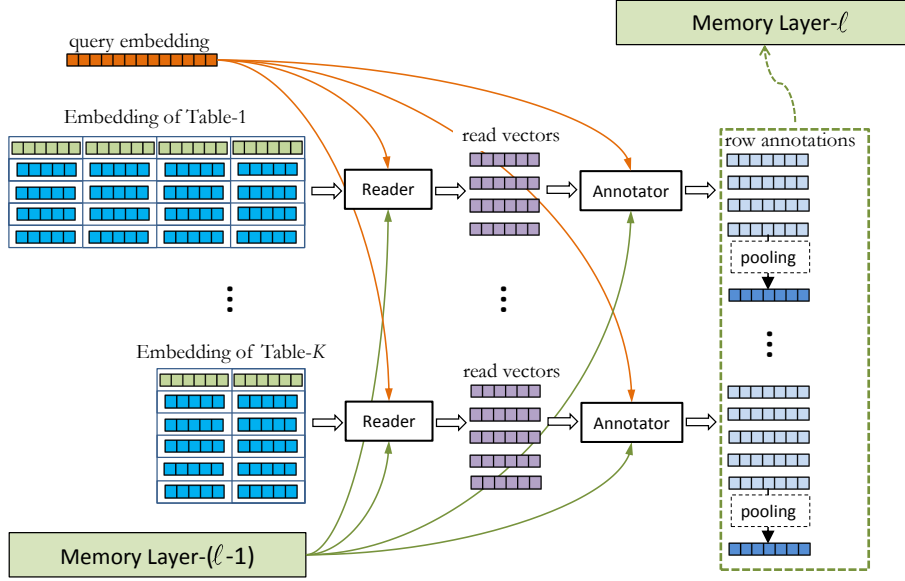 Memory Layer-ℓ
query embedding
Embedding of Table-1
read vectors
row annotations
Reader
Annotator
pooling
Embedding of Table-K
read vectors
Reader
Annotator
pooling
Memory Layer-(ℓ-1)